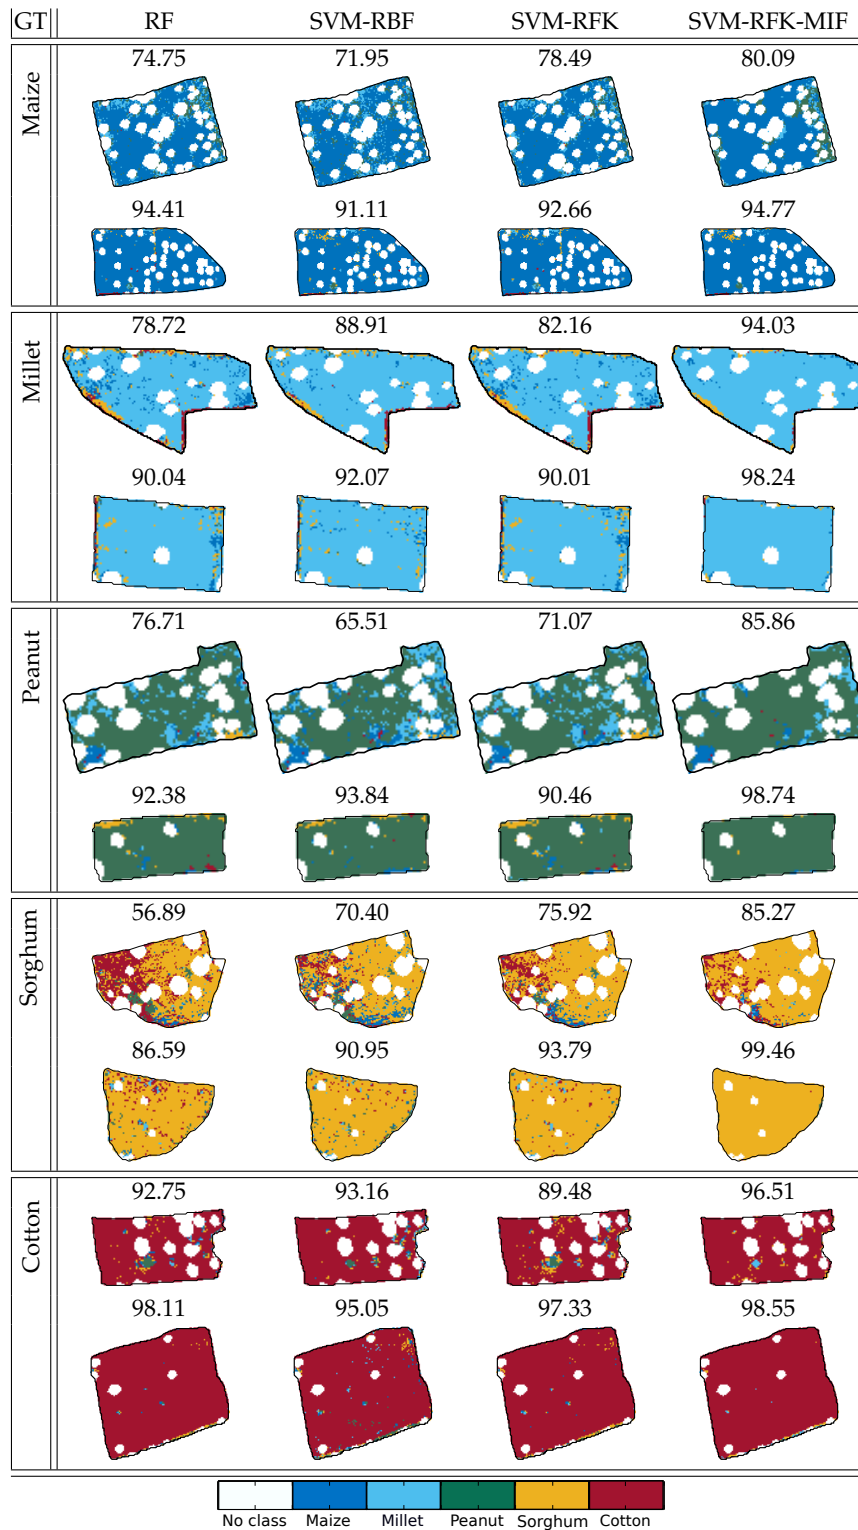 GT RF SVM-RBF SVM-RFK SVM-RFK-MIF
Maize
74.75 71.95 78.49 80.09
94.41 91.11 92.66 94.77
Millet
78.72 88.91 82.16 94.03
90.04 92.07 90.01 98.24
Peanut
76.71 65.51 71.07 85.86
92.38 93.84 90.46 98.74
Sorghum
56.89 70.40 75.92 85.27
86.59 90.95 93.79 99.46
Cotton
92.75 93.16 89.48 96.51
98.11 95.05 97.33 98.55
No class Maize Millet Peanut Sorghum Cotton